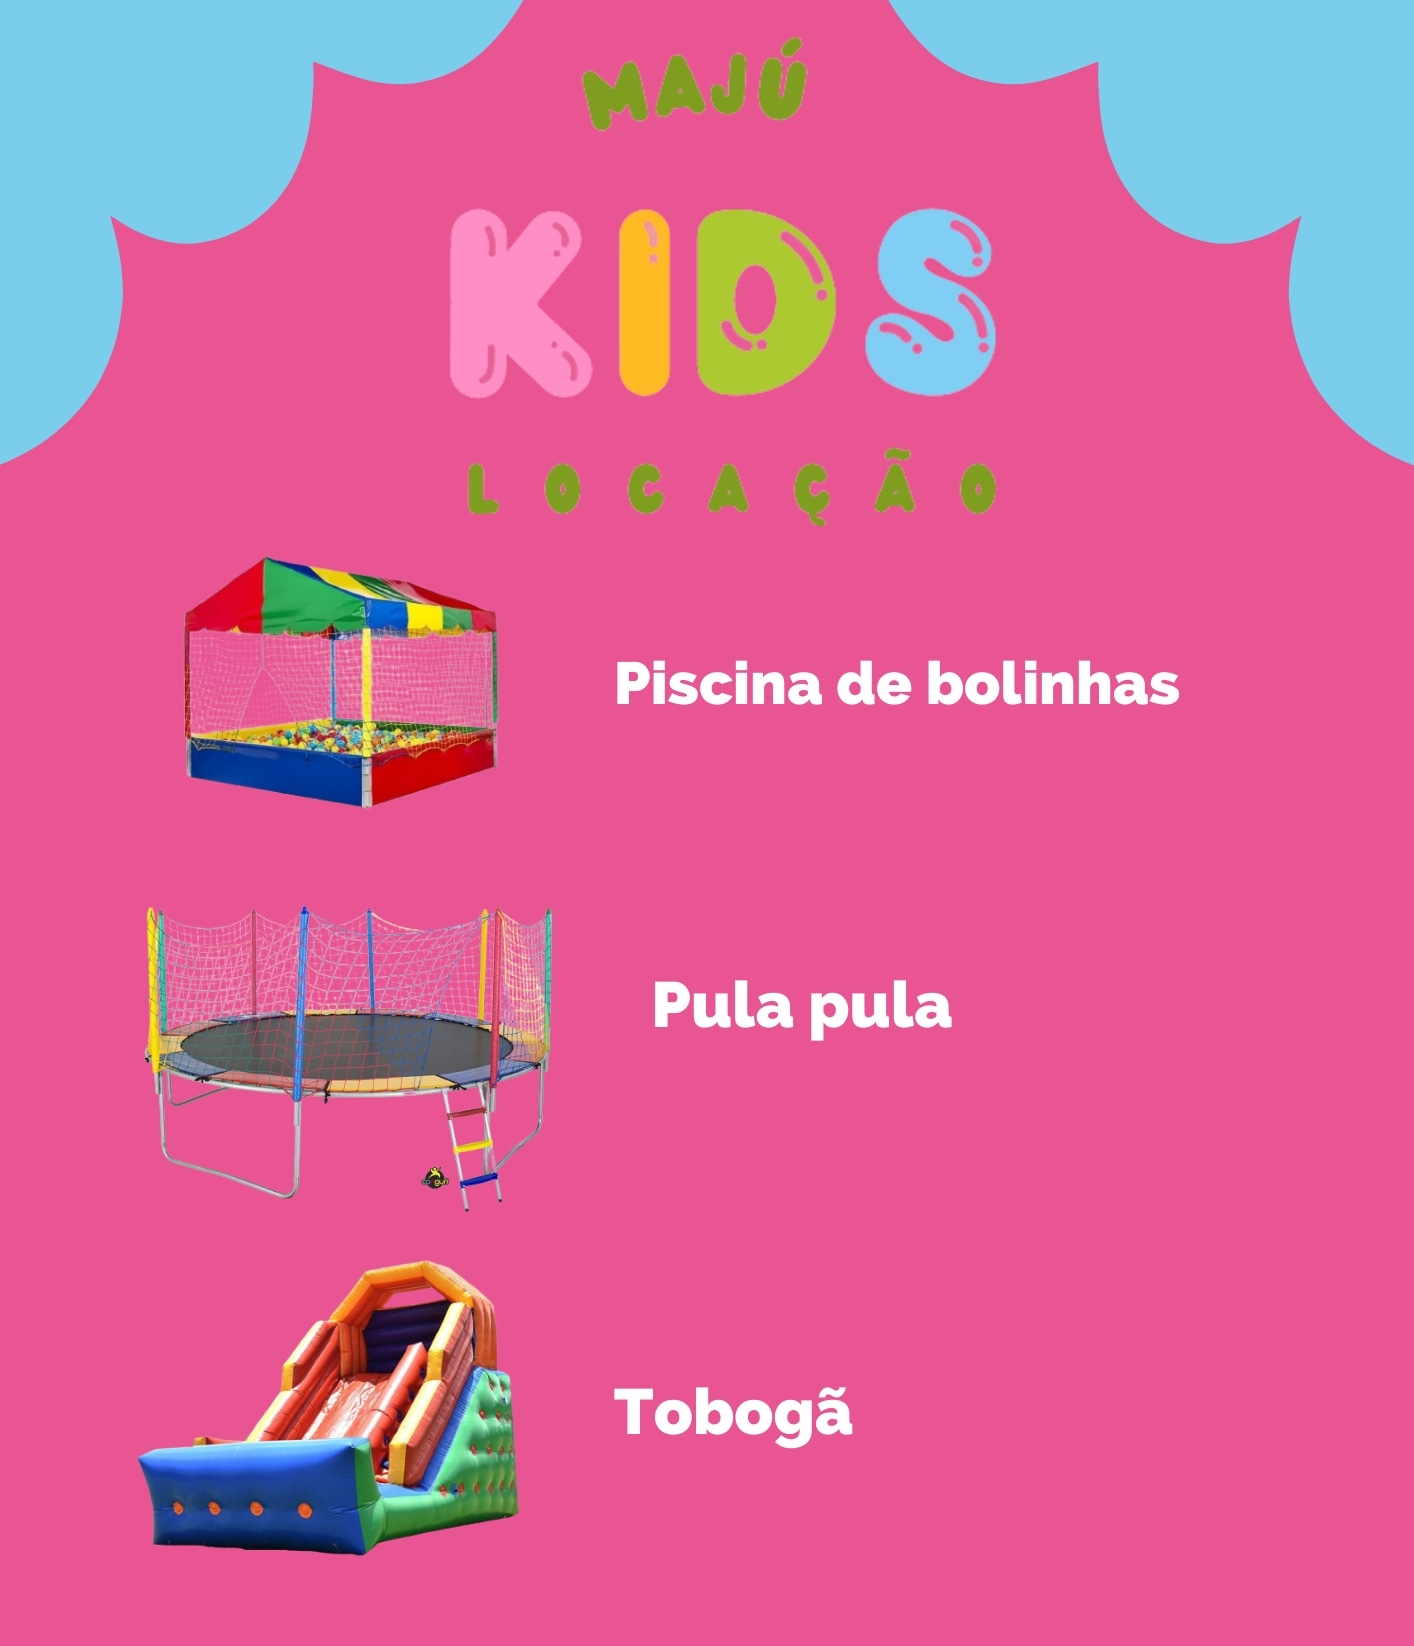 MAJÚ
KIDS
LOCAÇÃO
Piscina de bolinhas
Pula pula
Tobogã